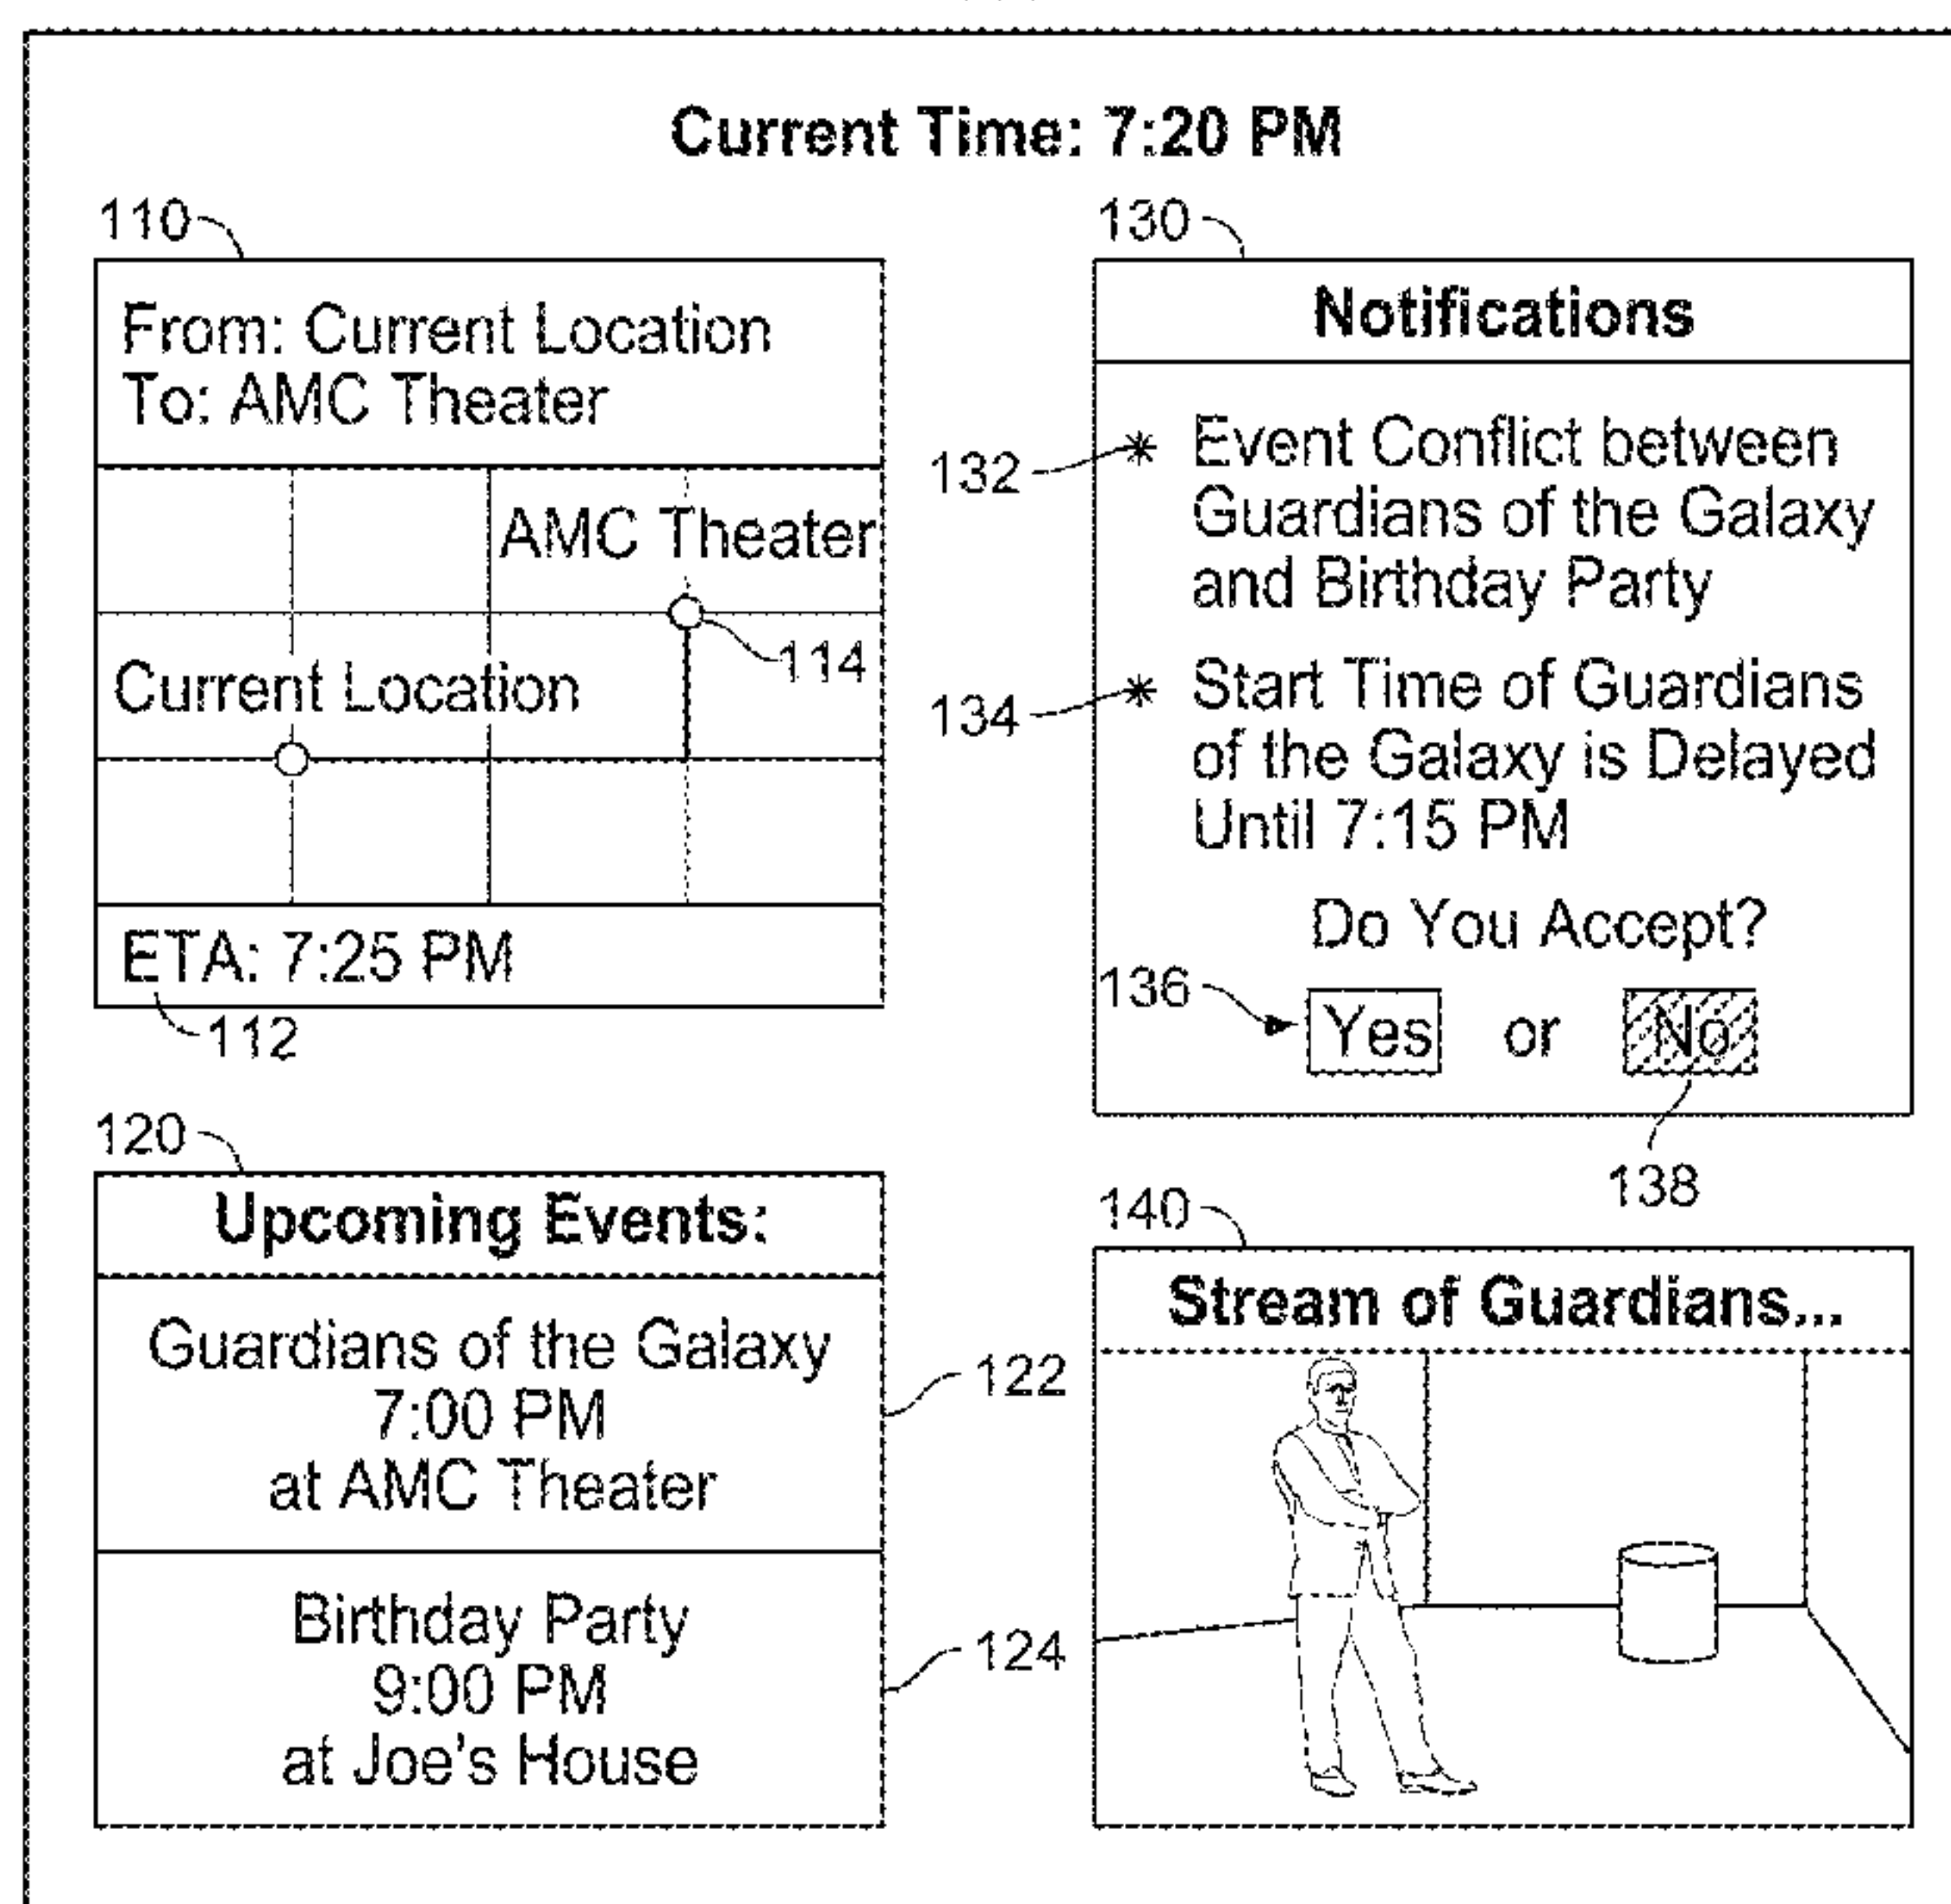 Current Time: 7:20 PM
110
From: Current Location
To: AMC Theater
AMC Theater
114
Current Location
ETA: 7:25 PM
112
130
Notifications
132
* Event Conflict between
Guardians of the Galaxy
and Birthday Party
134
* Start Time of Guardians
of the Galaxy is Delayed
Until 7:15 PM
Do You Accept?
136
Yes or No
138
120
Upcoming Events:
Guardians of the Galaxy
7:00 PM
at AMC Theater
122
Birthday Party
9:00 PM
at Joe's House
124
140
Stream of Guardians...